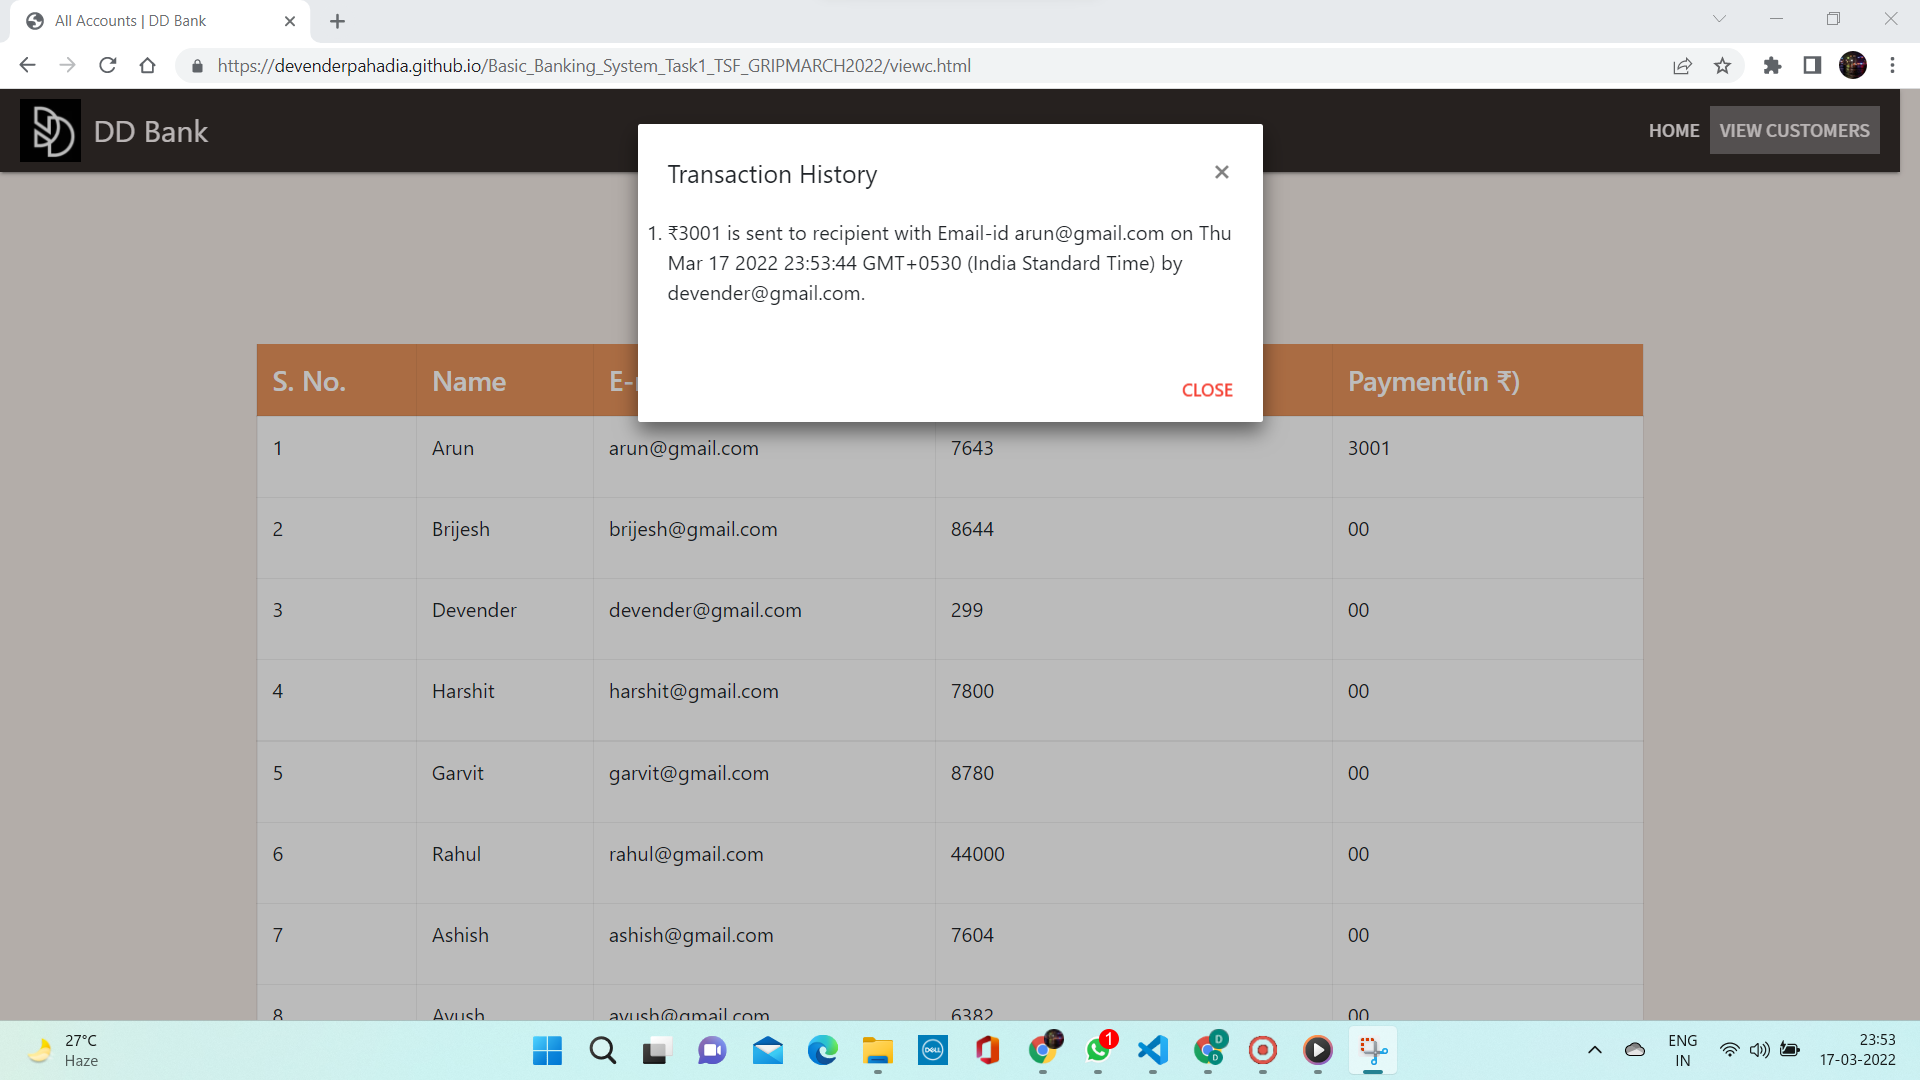 All Accounts | DD Bank
https://devenderpahadia.github.io/Basic_Banking_System_Task1_TSF_GRIPMARCH2022/viewc.html
DD Bank
HOME
VIEW CUSTOMERS
Transaction History
1. ₹3001 is sent to recipient with Email-id arun@gmail.com on Thu
Mar 17 2022 23:53:44 GMT+0530 (India Standard Time) by
devender@gmail.com.
CLOSE
S. No. Name E- Payment(in ₹)
1 Arun arun@gmail.com 7643 3001
2 Brijesh brijesh@gmail.com 8644 00
3 Devender devender@gmail.com 299 00
4 Harshit harshit@gmail.com 7800 00
5 Garvit garvit@gmail.com 8780 00
6 Rahul rahul@gmail.com 44000 00
7 Ashish ashish@gmail.com 7604 00
8 Ayush ayush@gmail.com 6382 00
27°C
Haze
DELL
1
D
D
ENG
IN
23:53
17-03-2022